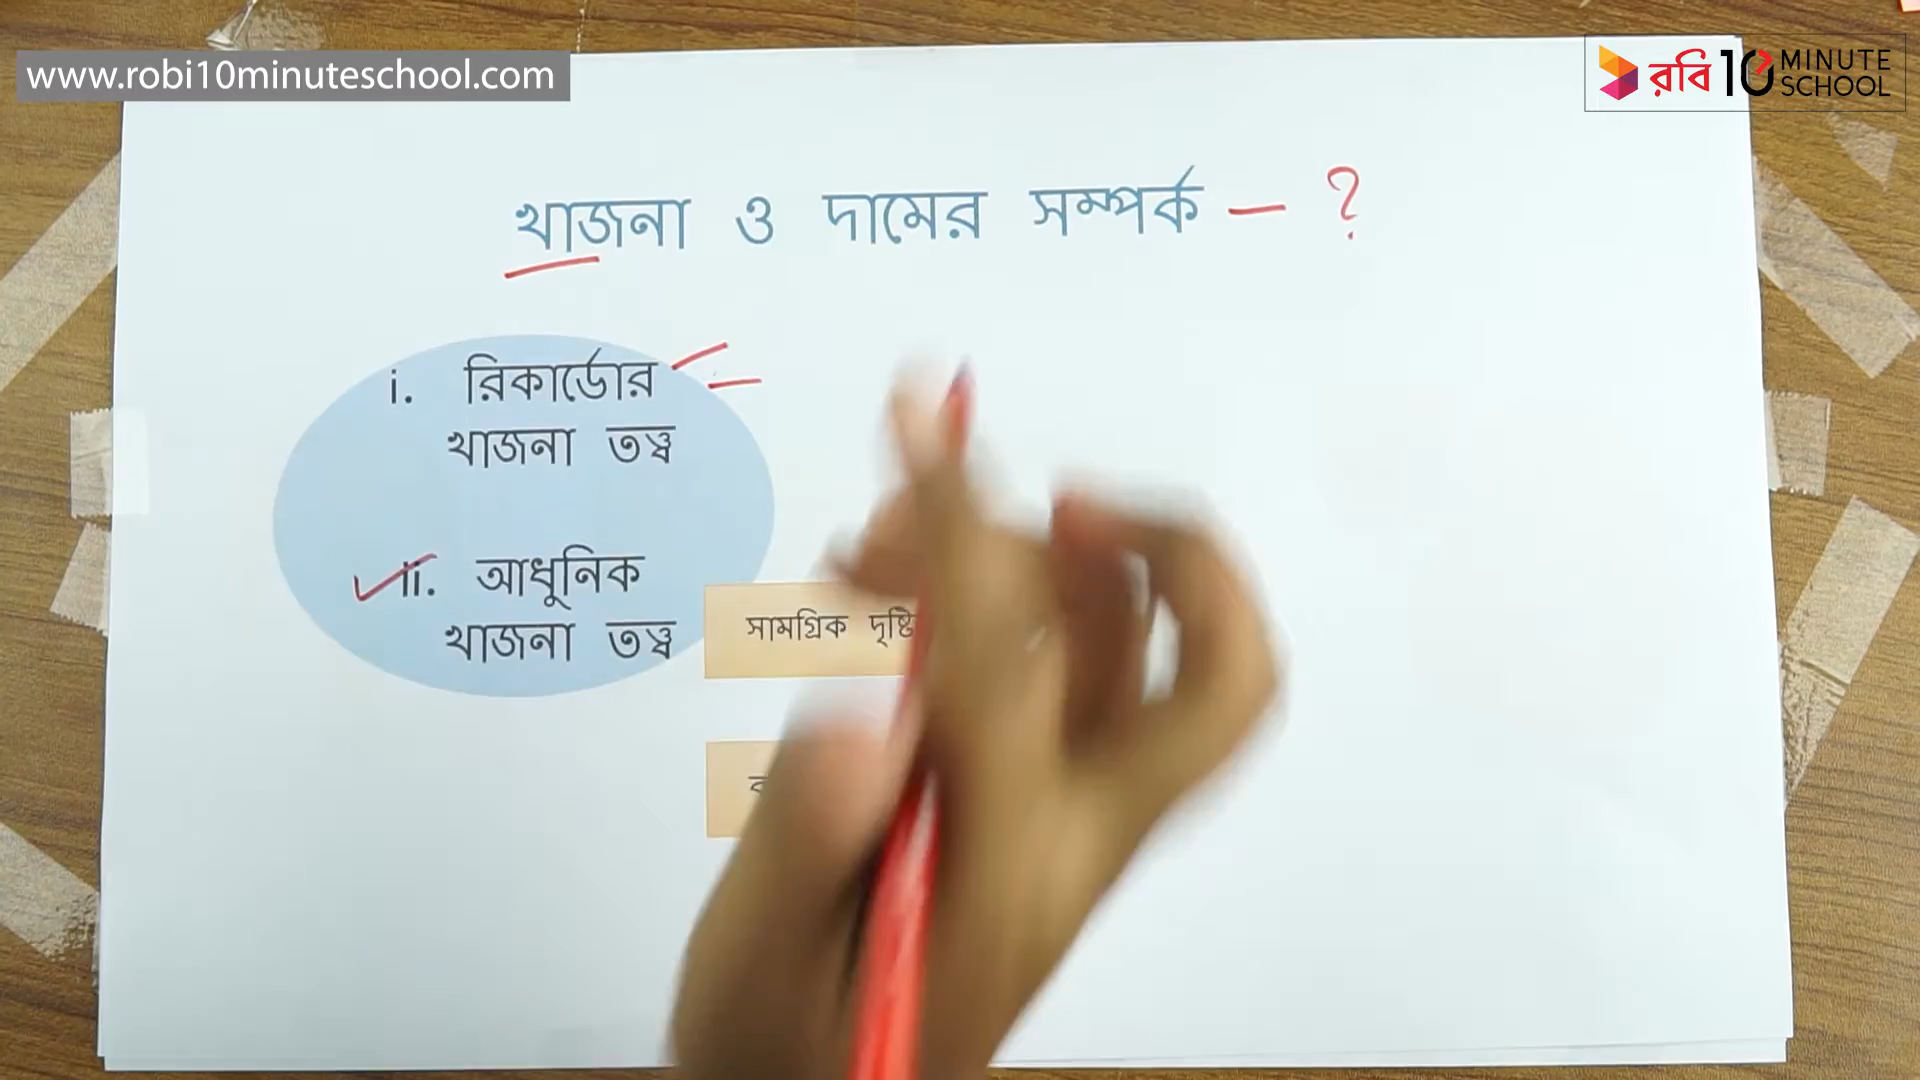 www.robi10minuteschool.com
রবি 10 MINUTE SCHOOL
খাজনা ও দামের সম্পর্ক – ?
i. রিকার্ডোর
খাজনা তত্ত্ব
ii. আধুনিক
খাজনা তত্ত্ব
সামগ্রিক